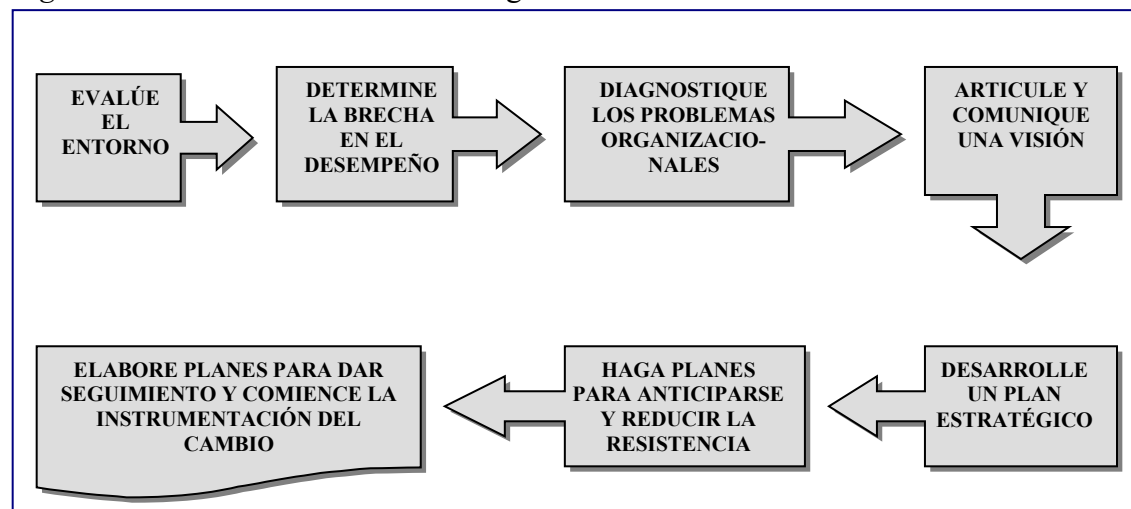 EVALÚE
EL
ENTORNO
DETERMINE
LA BRECHA
EN EL
DESEMPEÑO
DIAGNOSTIQUE
LOS PROBLEMAS
ORGANIZACIO-
NALES
ARTICULE Y
COMUNIQUE
UNA VISIÓN
DESARROLLE
UN PLAN
ESTRATÉGICO
HAGA PLANES
PARA ANTICIPARSE
Y REDUCIR LA
RESISTENCIA
ELABORE PLANES PARA DAR
SEGUIMIENTO Y COMIENCE LA
INSTRUMENTACIÓN DEL
CAMBIO